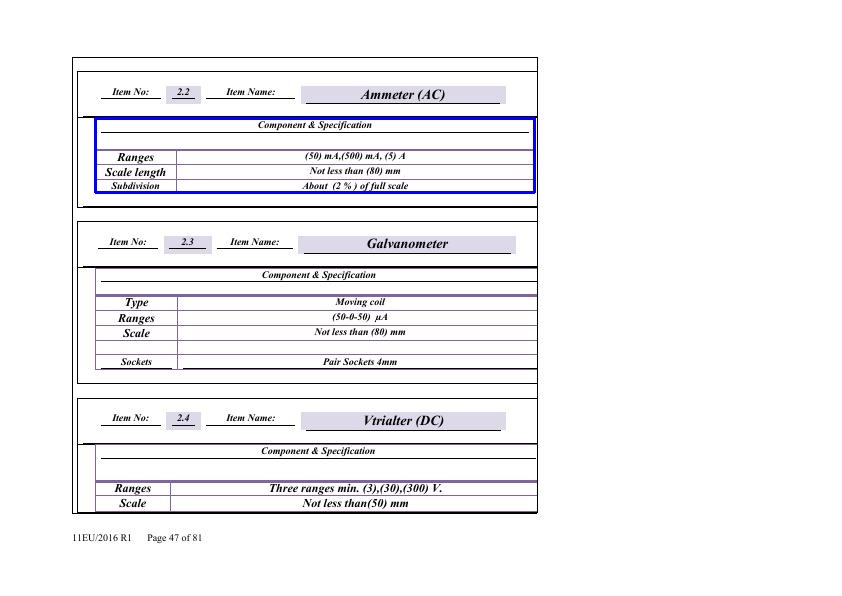 Item No: 2.2 Item Name: Ammeter (AC)
Component & Specification
Ranges (50) mA,(500) mA, (5) A
Scale length Not less than (80) mm
Subdivision About (2 % ) of full scale
Item No: 2.3 Item Name: Galvanometer
Component & Specification
Type Moving coil
Ranges (50-0-50) µA
Scale Not less than (80) mm
Sockets Pair Sockets 4mm
Item No: 2.4 Item Name: Vtrialter (DC)
Component & Specification
Ranges Three ranges min. (3),(30),(300) V.
Scale Not less than(50) mm
11EU/2016 R1 Page 47 of 81